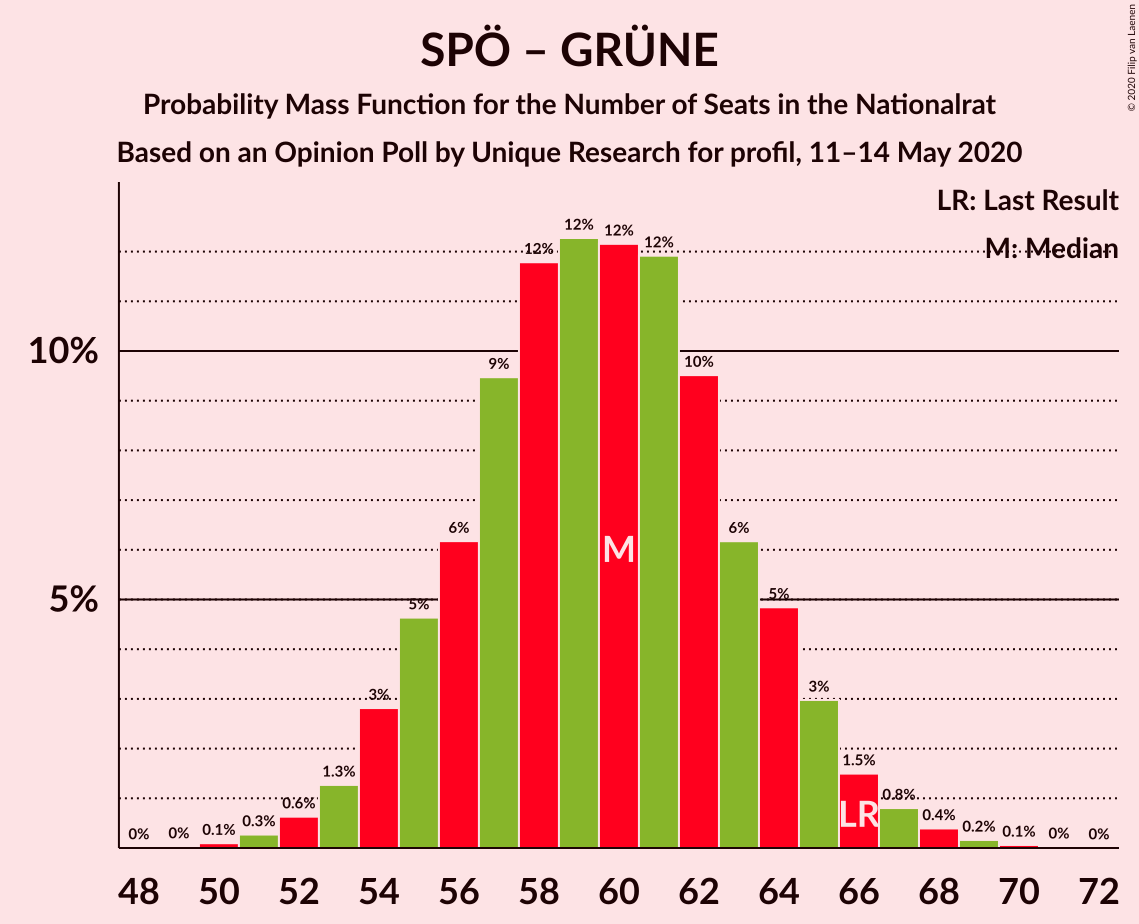 SPÖ – GRÜNE
Probability Mass Function for the Number of Seats in the Nationalrat
Based on an Opinion Poll by Unique Research for profil, 11–14 May 2020
© 2020 Filip van Laenen
LR: Last Result
M: Median
10%
5%
0% 0% 0.1% 0.3% 0.6% 1.3% 3% 5% 6% 9% 12% 12% 12% 12% 10% 6% 5% 3% 1.5% 0.8% 0.4% 0.2% 0.1% 0% 0%
M
LR
48 50 52 54 56 58 60 62 64 66 68 70 72